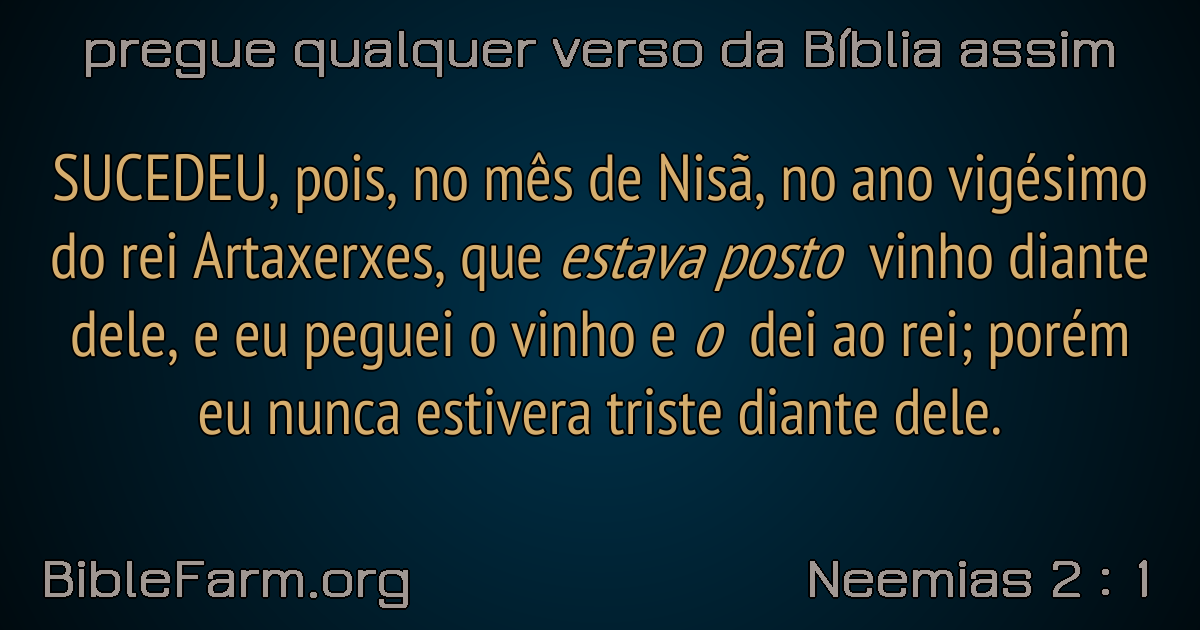 pregue qualquer verso da Bíblia assim
SUCEDEU, pois, no mês de Nisã, no ano vigésimo
do rei Artaxerxes, que estava posto vinho diante
dele, e eu peguei o vinho e o dei ao rei; porém
eu nunca estivera triste diante dele.
BibleFarm.org
Neemias 2 : 1